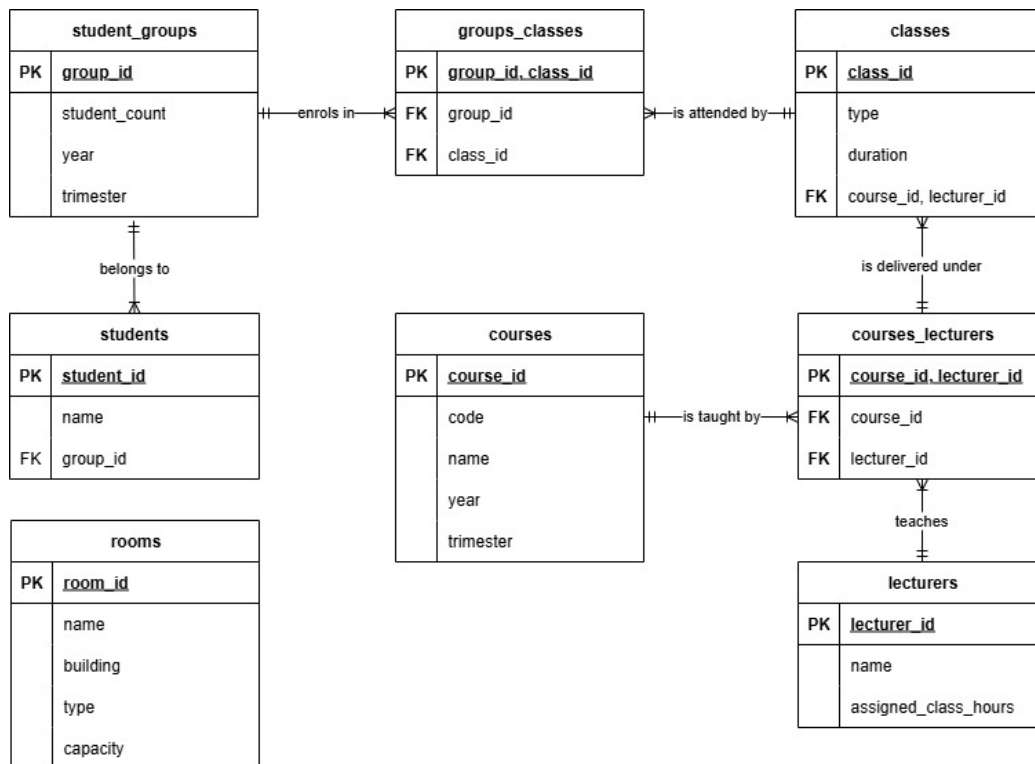 student_groups
PK group_id
student_count
year
trimester
enrols in
groups_classes
PK group_id, class_id
FK group_id
FK class_id
is attended by
classes
PK class_id
type
duration
FK course_id, lecturer_id
belongs to
is delivered under
students
PK student_id
name
FK group_id
courses
PK course_id
code
name
year
trimester
is taught by
courses_lecturers
PK course_id, lecturer_id
FK course_id
FK lecturer_id
teaches
rooms
PK room_id
name
building
type
capacity
lecturers
PK lecturer_id
name
assigned_class_hours